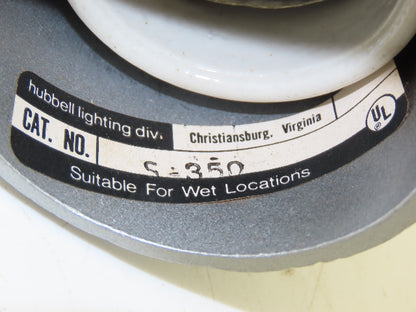 hubbell lighting div. Christiansburg, Virginia
CAT. NO. S-350
Suitable For Wet Locations
UL